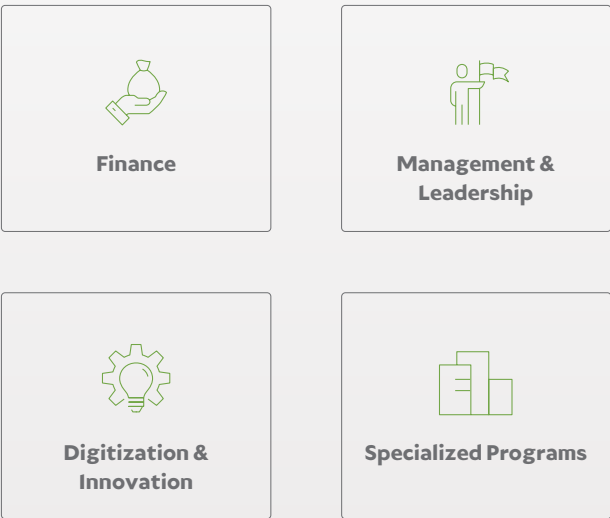 Finance
Management &
Leadership
Digitization &
Innovation
Specialized Programs